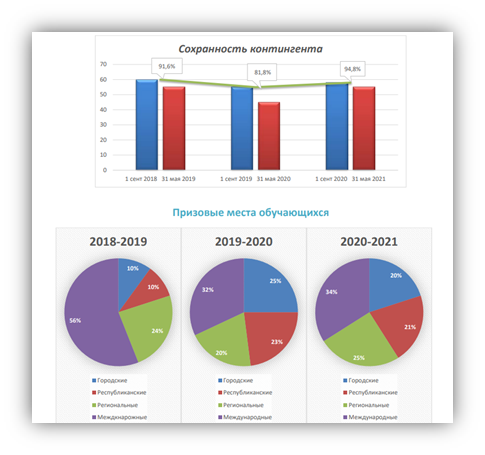 Сохранность контингента
91,6%
81,8%
94,8%
70
60
50
40
30
20
10
0
1 сент 2018 31 мая 2019 1 сент 2019 31 мая 2020 1 сент 2020 31 мая 2021
Призовые места обучающихся
2018-2019
10%
10%
24%
56%
Городские
Республиканские
Региональные
Междкнарожные
2019-2020
25%
23%
20%
32%
Городские
Республиканские
Региональные
Международные
2020-2021
20%
21%
25%
34%
Городские
Республиканские
Региональные
Международные